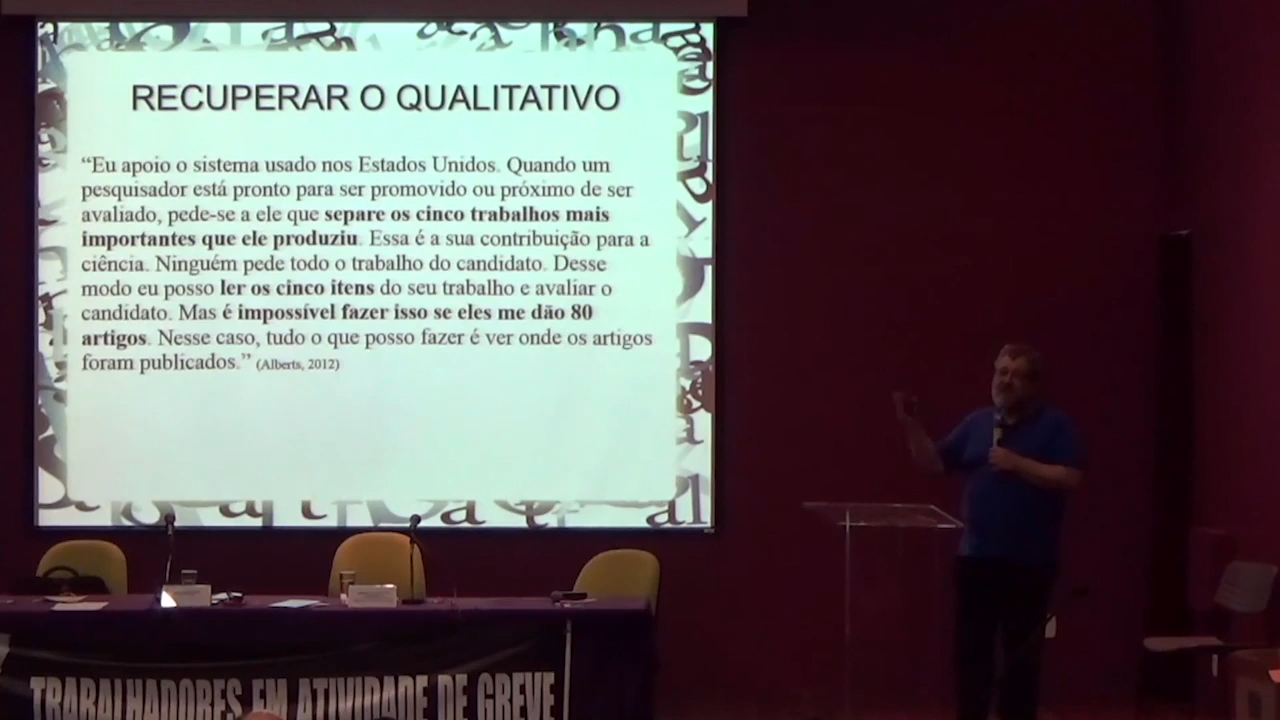 RECUPERAR O QUALITATIVO
“Eu apoio o sistema usado nos Estados Unidos. Quando um
pesquisador está pronto para ser promovido ou próximo de ser
avaliado, pede-se a ele que separe os cinco trabalhos mais
importantes que ele produziu. Essa é a sua contribuição para a
ciência. Ninguém pede todo o trabalho do candidato. Desse
modo eu posso ler os cinco itens do seu trabalho e avaliar o
candidato. Mas é impossível fazer isso se eles me dão 80
artigos. Nesse caso, tudo o que posso fazer é ver onde os artigos
foram publicados.” (Alberts, 2012)
TRABALHADORES EM ATIVIDADE DE GREVE